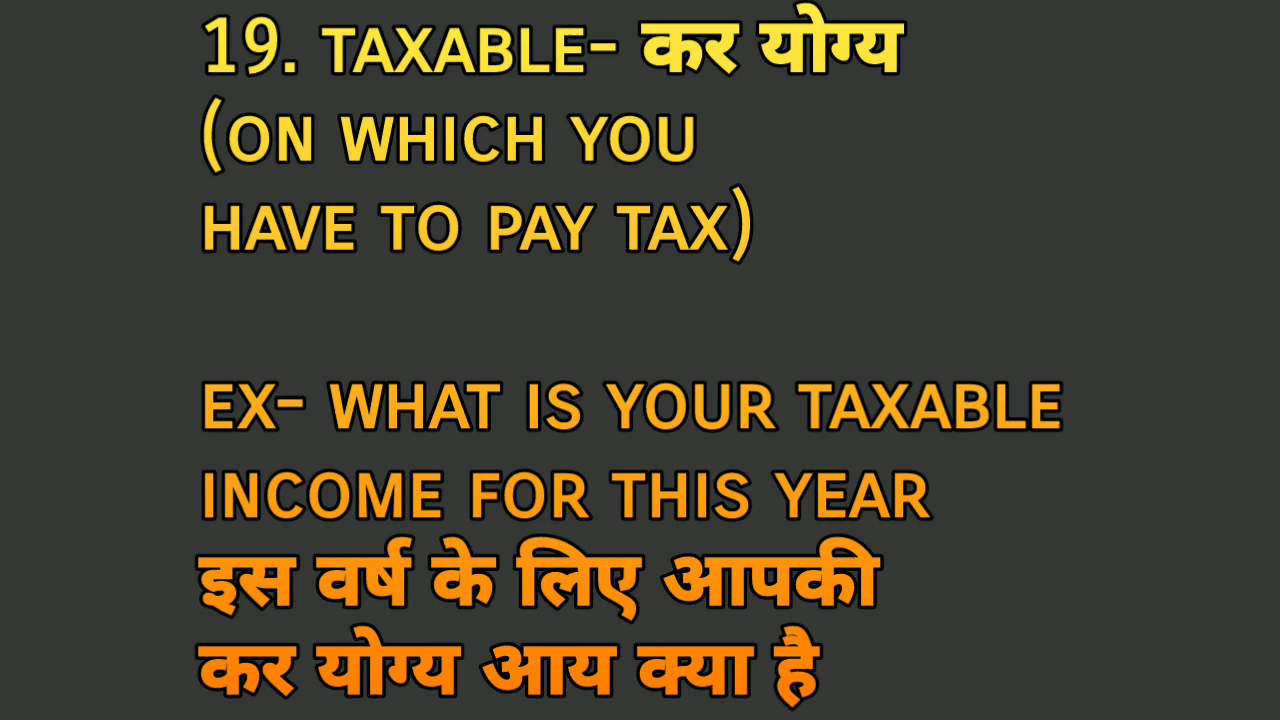 19. TAXABLE- कर योग्य
(ON WHICH YOU
HAVE TO PAY TAX)
EX- WHAT IS YOUR TAXABLE
INCOME FOR THIS YEAR
इस वर्ष के लिए आपकी
कर योग्य आय क्या है